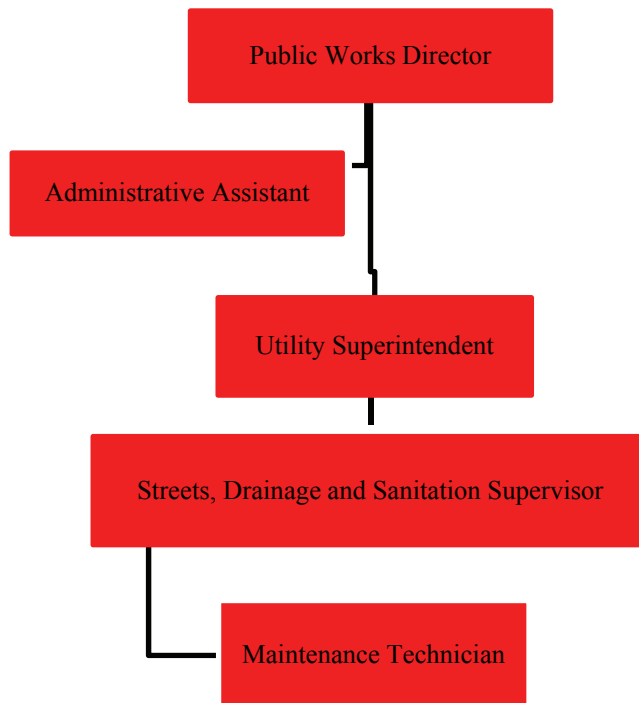 Public Works Director
Administrative Assistant
Utility Superintendent
Streets, Drainage and Sanitation Supervisor
Maintenance Technician